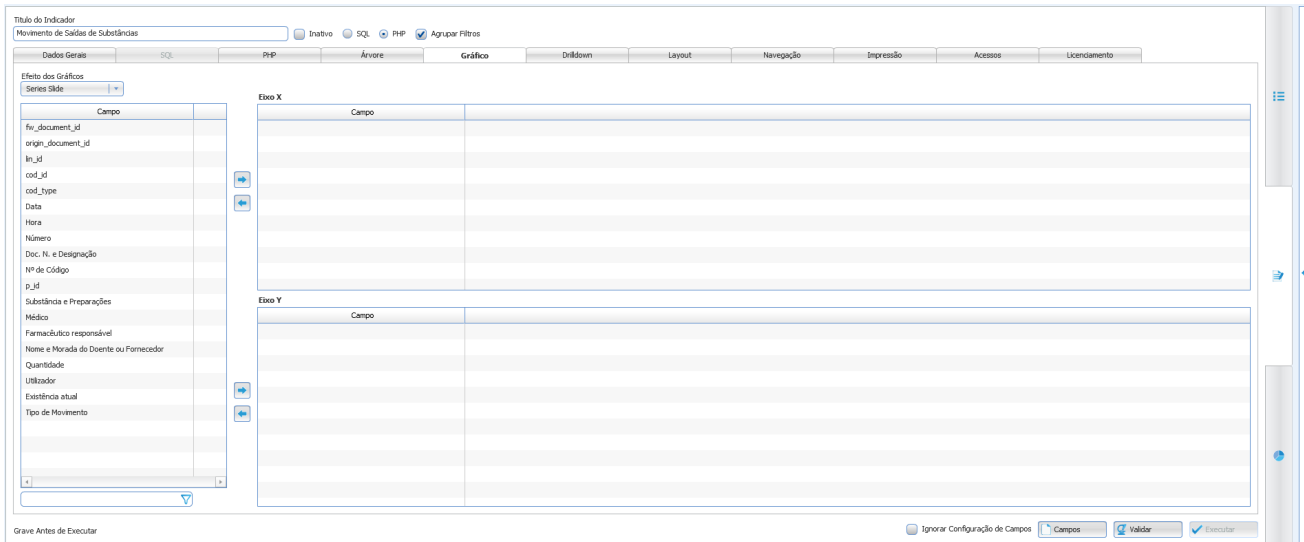 Titulo do Indicador
Movimento de Saídas de Substâncias
Inativo SQL PHP Agrupar Filtros
Dados Gerais SQL PHP Árvore Gráfico Drilldown Layout Navegação Impressão Acessos Licenciamento
Efeito dos Gráficos
Series Slide
Campo
fw_document_id
origin_document_id
lin_id
cod_id
cod_type
Data
Hora
Número
Doc. N. e Designação
Nº de Código
p_id
Substância e Preparações
Médico
Farmacêutico responsável
Nome e Morada do Doente ou Fornecedor
Quantidade
Utilizador
Existência atual
Tipo de Movimento
Eixo X
Campo
Eixo Y
Campo
Grave Antes de Executar
Ignorar Configuração de Campos Campos Validar Executar